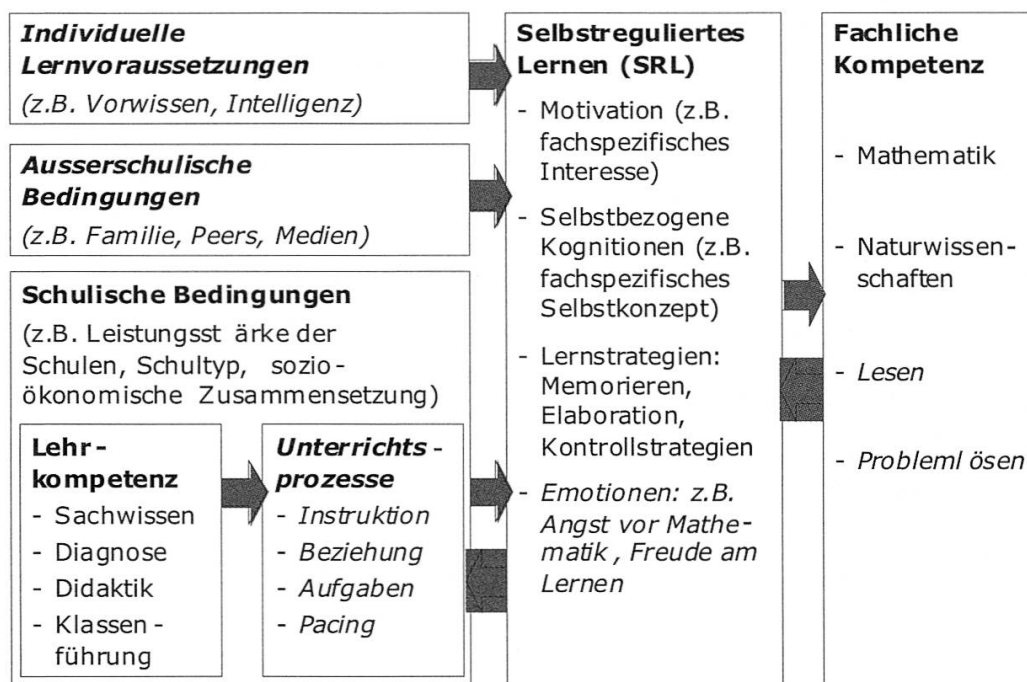 Individuelle
Lernvoraussetzungen
(z.B. Vorwissen, Intelligenz)
Ausserschulische
Bedingungen
(z.B. Familie, Peers, Medien)
Schulische Bedingungen
(z.B. Leistungsst ärke der
Schulen, Schultyp, sozio-
ökonomische Zusammensetzung)
Lehr-
kompetenz
- Sachwissen
- Diagnose
- Didaktik
- Klassen -
führung
Unterrichts -
prozesse
- Instruktion
- Beziehung
- Aufgaben
- Pacing
Selbstreguliertes
Lernen (SRL)
- Motivation (z.B.
fachspezifisches
Interesse)
- Selbstbezogene
Kognitionen (z.B.
fachspezifisches
Selbstkonzept)
- Lernstrategien:
Memorieren,
Elaboration,
Kontrollstrategien
- Emotionen: z.B.
Angst vor Mathe-
matik , Freude am
Lernen
Fachliche
Kompetenz
- Mathematik
- Naturwissen-
schaften
- Lesen
- Probleml ösen